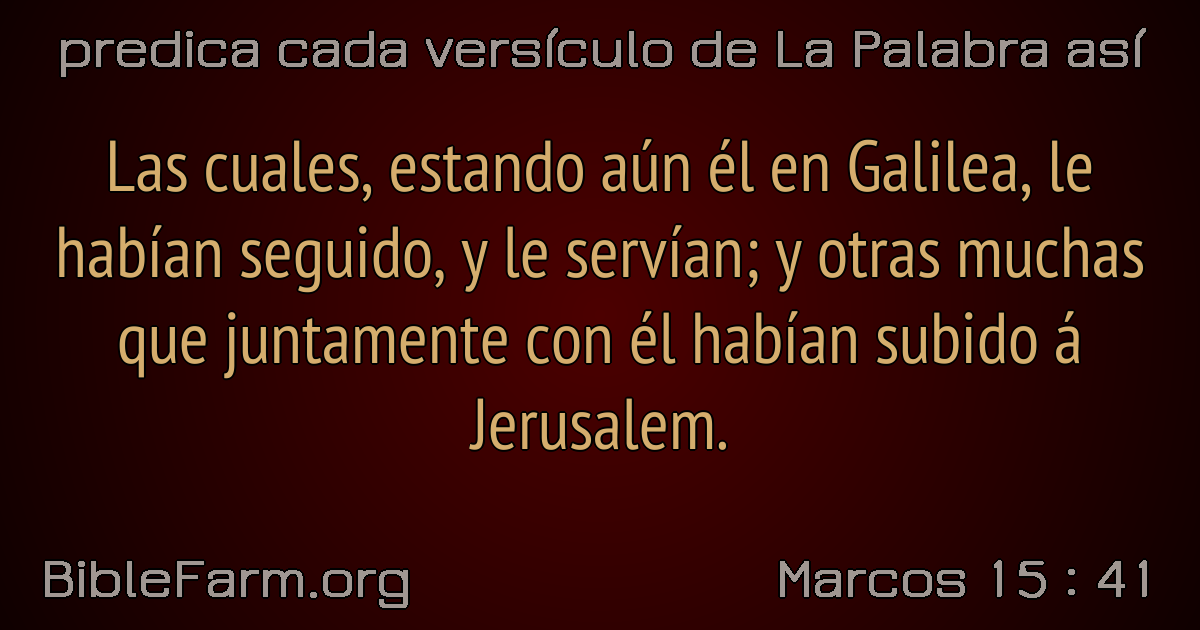 predica cada versículo de La Palabra así
Las cuales, estando aún él en Galilea, le
habían seguido, y le servían; y otras muchas
que juntamente con él habían subido á
Jerusalem.
BibleFarm.org
Marcos 15 : 41